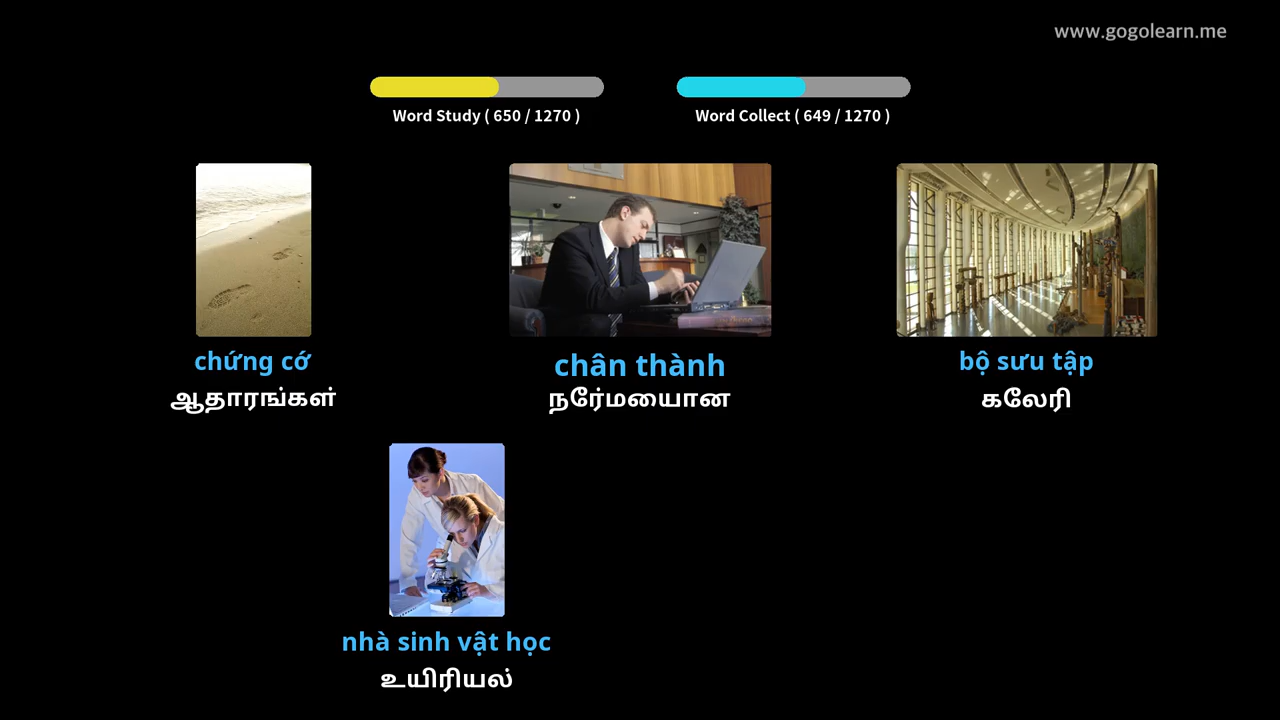 www.gogolearn.me
Word Study ( 650 / 1270 )
Word Collect ( 649 / 1270 )
chứng cớ
ஆதாரங்கள்
chân thành
நேர்மையான
bộ sưu tập
கலேரி
nhà sinh vật học
உயிரியல்